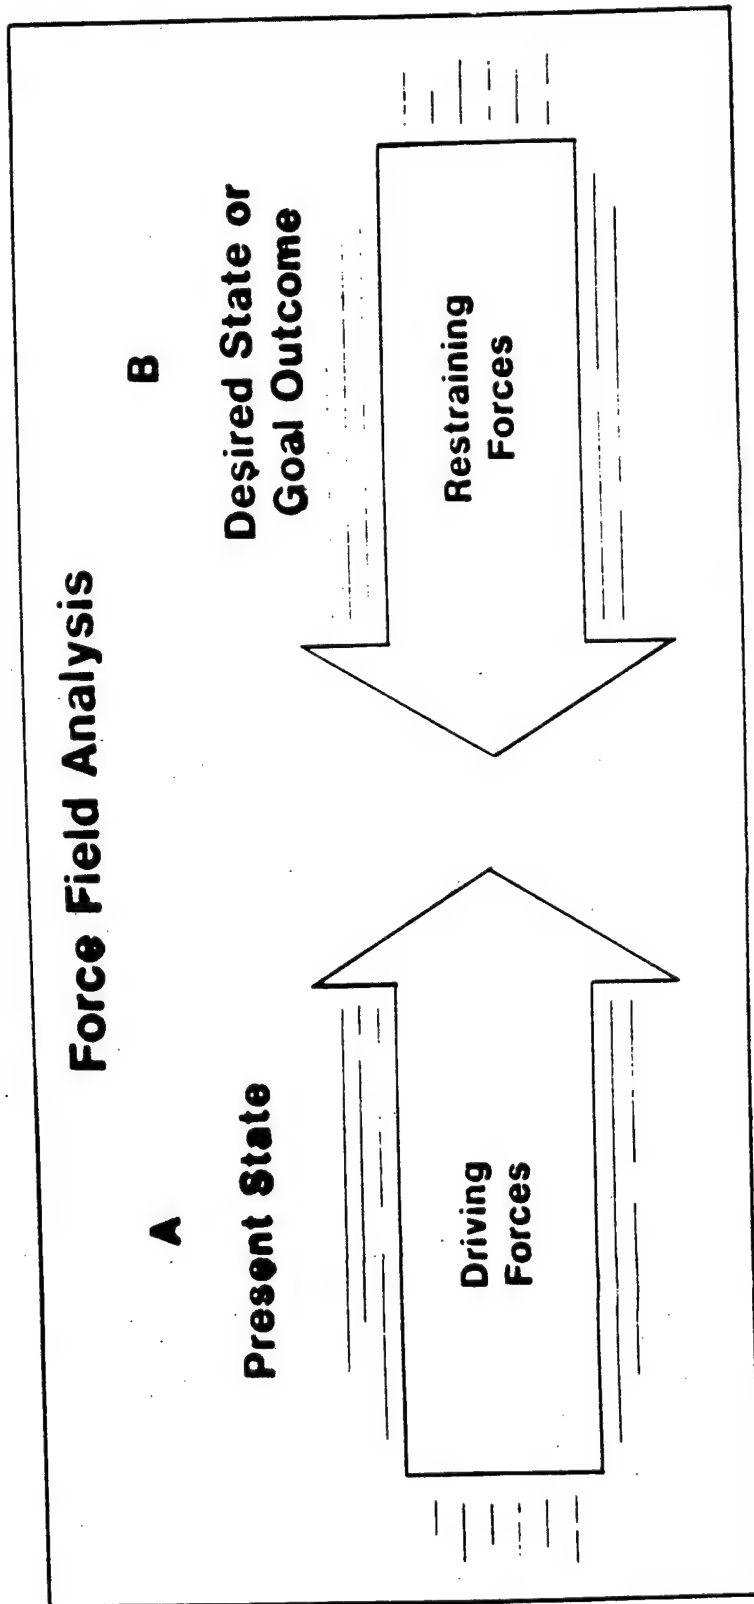 Force Field Analysis
A
Present State
B
Desired State or
Goal Outcome
Driving
Forces
Restraining
Forces